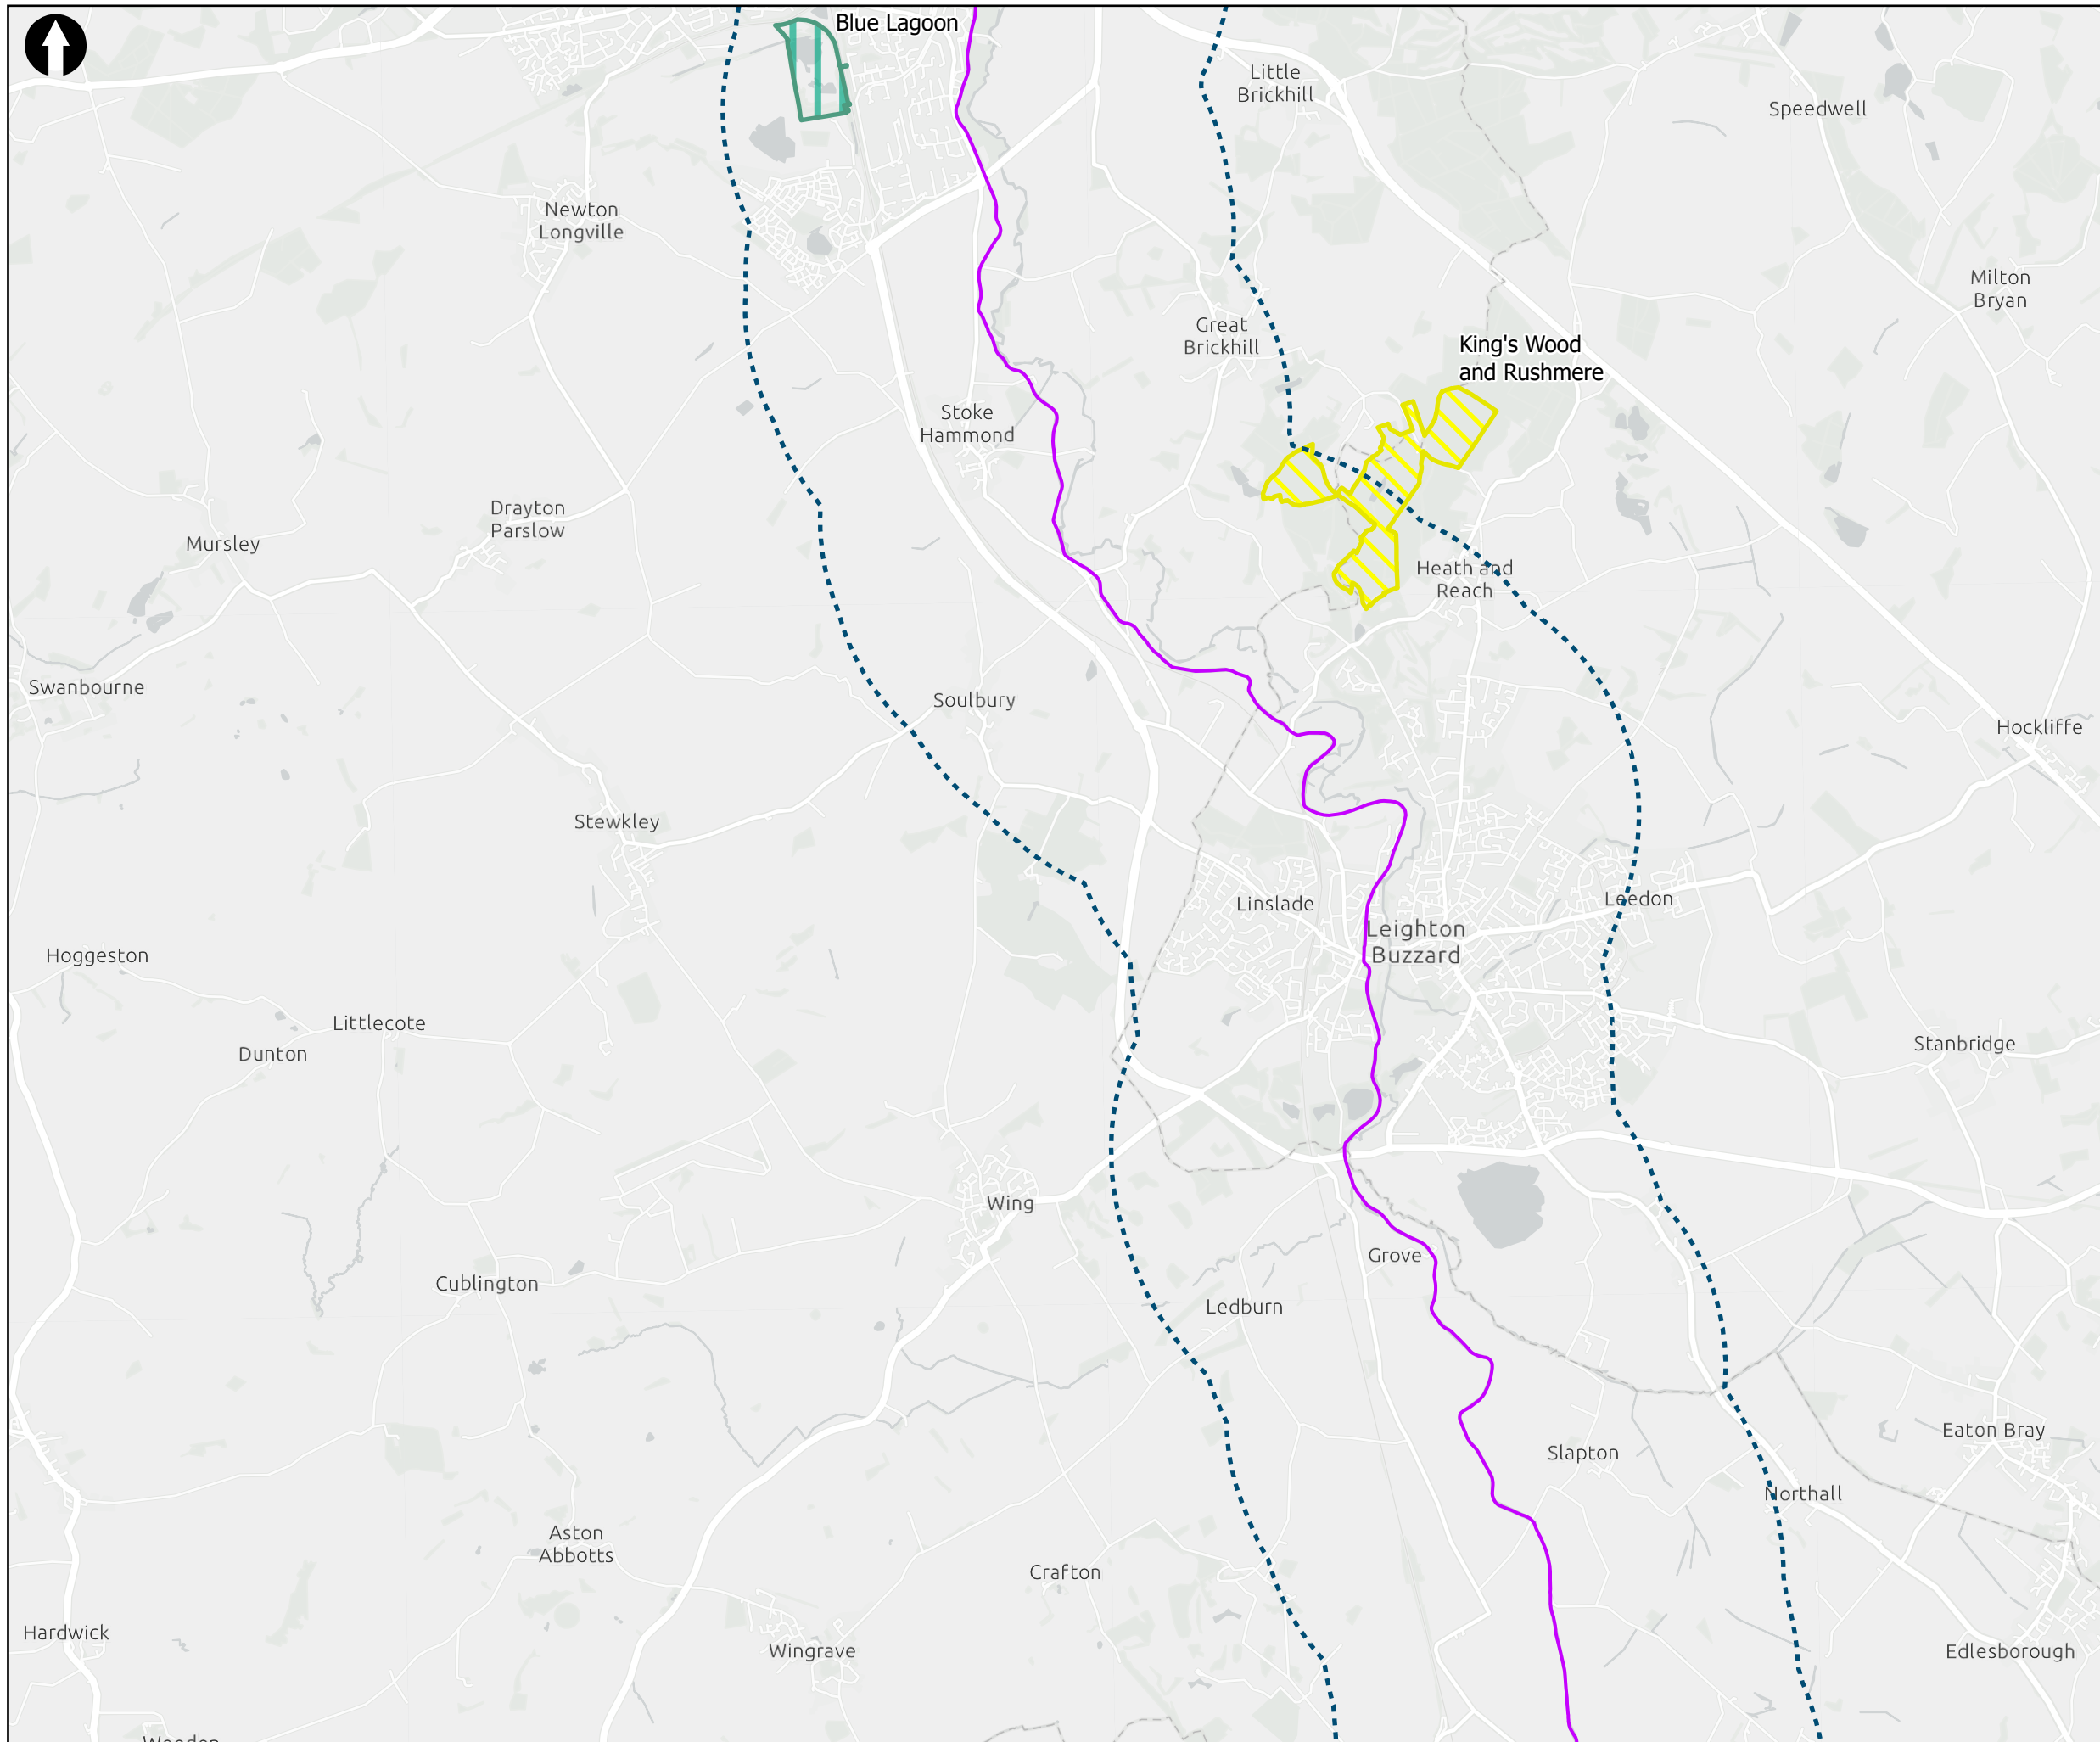 Blue Lagoon
Little
Brickhill
Speedwell
Newton
Longville
Milton
Bryan
Great
Brickhill
King's Wood
and Rushmere
Stoke
Hammond
Drayton
Parslow
Mursley
Heath and
Reach
Swanbourne
Soulbury
Hockliffe
Stewkley
Linslade
Leedon
Leighton
Buzzard
Hoggeston
Littlecote
Dunton
Stanbridge
Wing
Grove
Cublington
Ledburn
Eaton Bray
Slapton
Northall
Aston
Abbotts
Crafton
Hardwick
Wingrave
Edlesborough